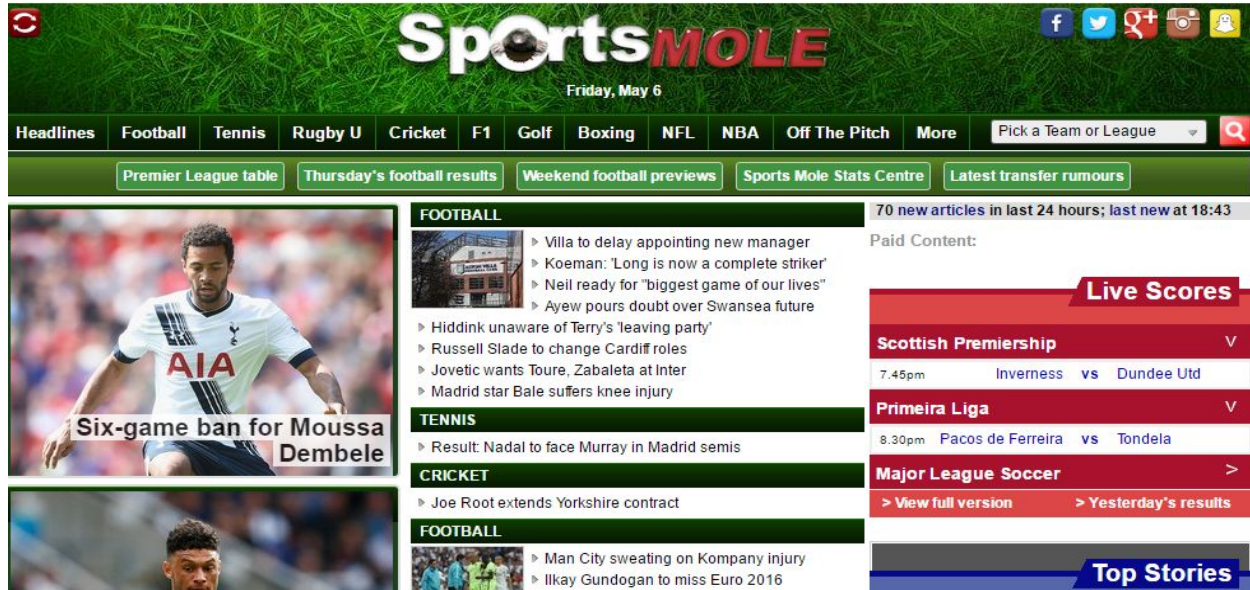 SportsMOLE
Friday, May 6
Headlines Football Tennis Rugby U Cricket F1 Golf Boxing NFL NBA Off The Pitch More Pick a Team or League
Premier League table Thursday's football results Weekend football previews Sports Mole Stats Centre Latest transfer rumours
AIA
Six-game ban for Moussa
Dembele
FOOTBALL
Villa to delay appointing new manager
Koeman: 'Long is now a complete striker'
Neil ready for "biggest game of our lives"
Ayew pours doubt over Swansea future
Hiddink unaware of Terry's 'leaving party'
Russell Slade to change Cardiff roles
Jovetic wants Toure, Zabaleta at Inter
Madrid star Bale suffers knee injury
TENNIS
Result: Nadal to face Murray in Madrid semis
CRICKET
Joe Root extends Yorkshire contract
FOOTBALL
Man City sweating on Kompany injury
Ilkay Gundogan to miss Euro 2016
70 new articles in last 24 hours; last new at 18:43
Paid Content:
Live Scores
Scottish Premiership V
7.45pm Inverness vs Dundee Utd
Primeira Liga V
8.30pm Pacos de Ferreira vs Tondela
Major League Soccer >
> View full version > Yesterday's results
Top Stories